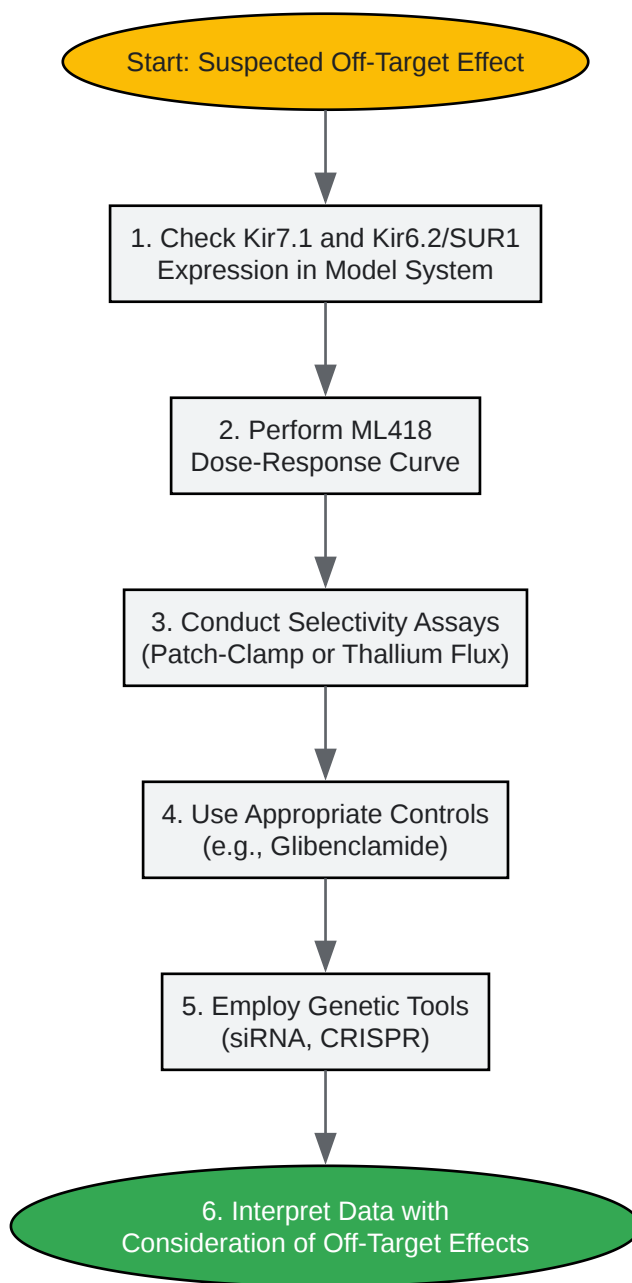 Start: Suspected Off-Target Effect
1. Check Kir7.1 and Kir6.2/SUR1
Expression in Model System
2. Perform ML418
Dose-Response Curve
3. Conduct Selectivity Assays
(Patch-Clamp or Thallium Flux)
4. Use Appropriate Controls
(e.g., Glibenclamide)
5. Employ Genetic Tools
(siRNA, CRISPR)
6. Interpret Data with
Consideration of Off-Target Effects